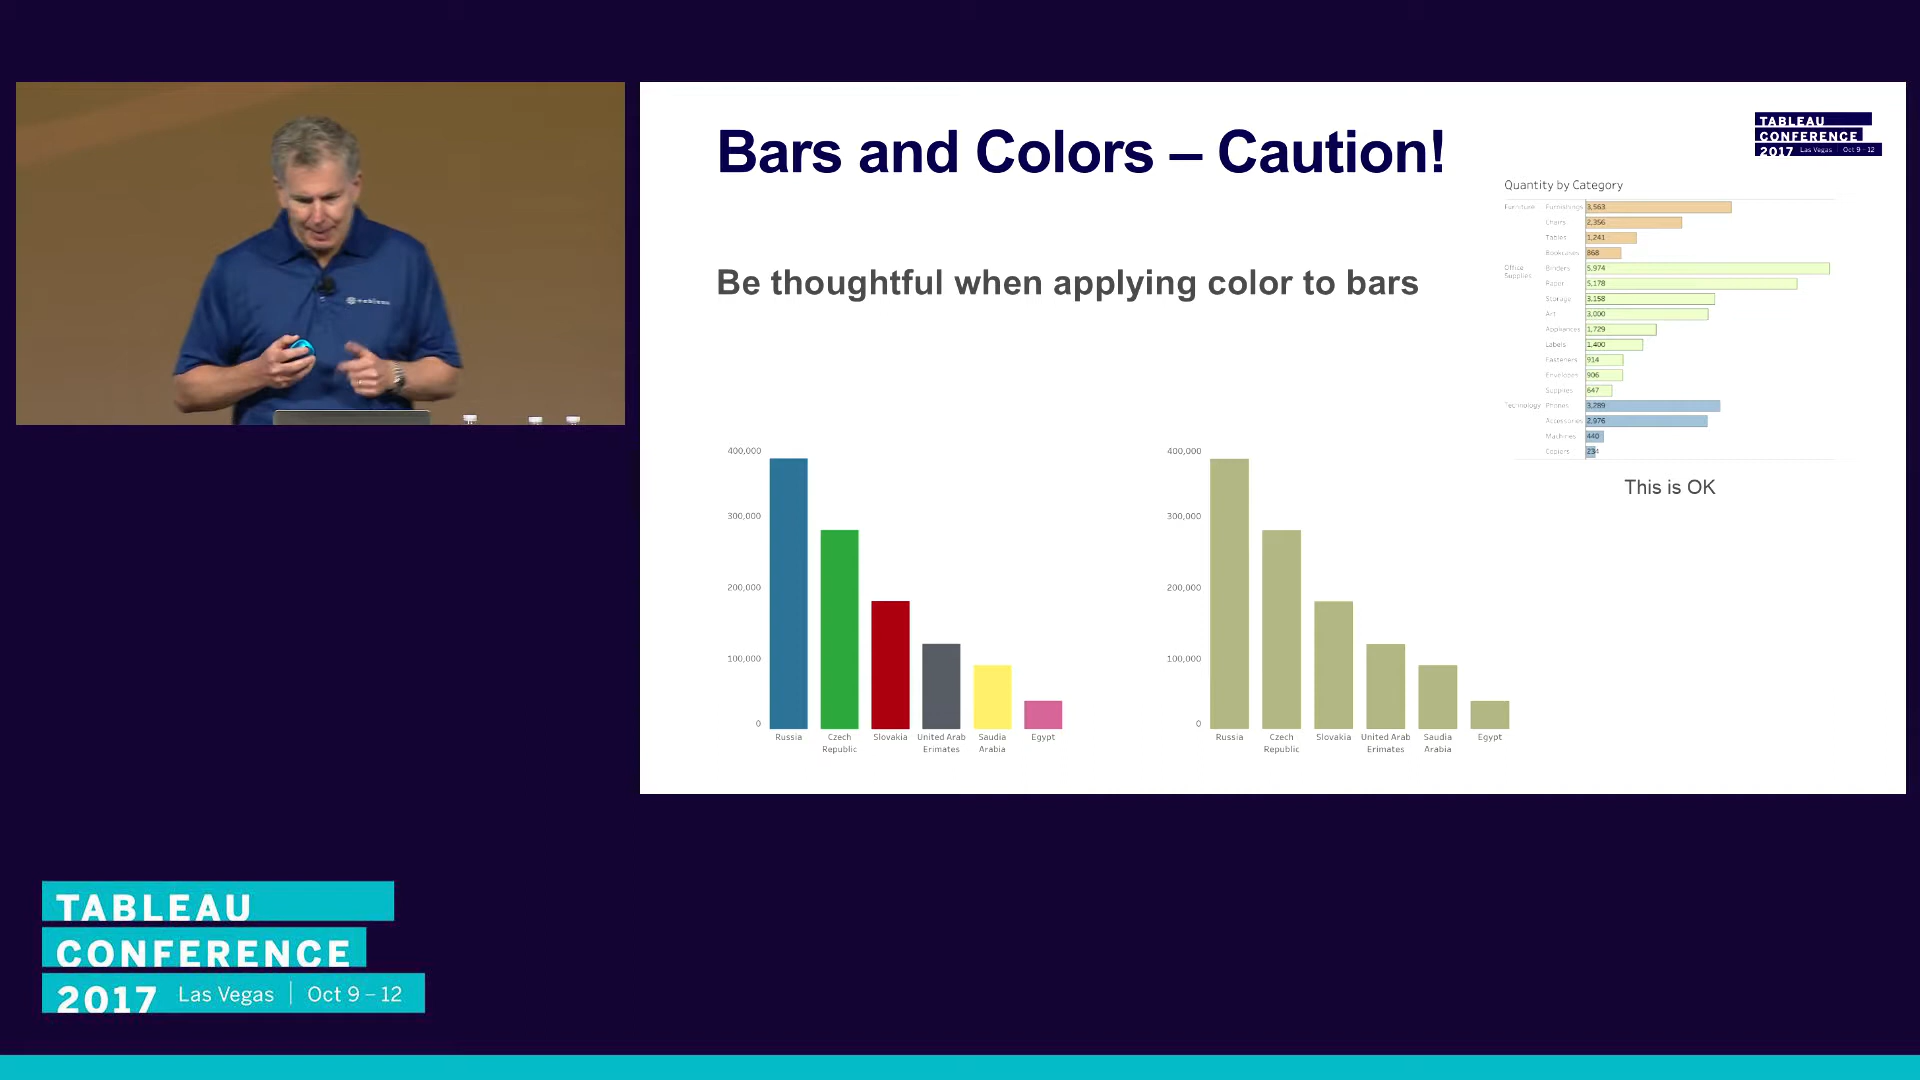 Bars and Colors – Caution!
TABLEAU
CONFERENCE
2017 Las Vegas | Oct 9 – 12
Be thoughtful when applying color to bars
Quantity by Category
Furniture Furnishings 3,563
Chairs 2,356
Tables 1,241
Bookcases 868
Office Supplies Binders 5,974
Paper 5,178
Storage 3,158
Art 3,000
Appliances 1,729
Labels 1,400
Fasteners 914
Envelopes 906
Supplies 647
Technology Phones 3,289
Accessories 2,976
Machines 440
Copiers 234
This is OK
400,000
300,000
200,000
100,000
0
Russia Czech Republic Slovakia United Arab Erimates Saudia Arabia Egypt
400,000
300,000
200,000
100,000
0
Russia Czech Republic Slovakia United Arab Erimates Saudia Arabia Egypt
tableau
TABLEAU
CONFERENCE
2017 Las Vegas | Oct 9 – 12